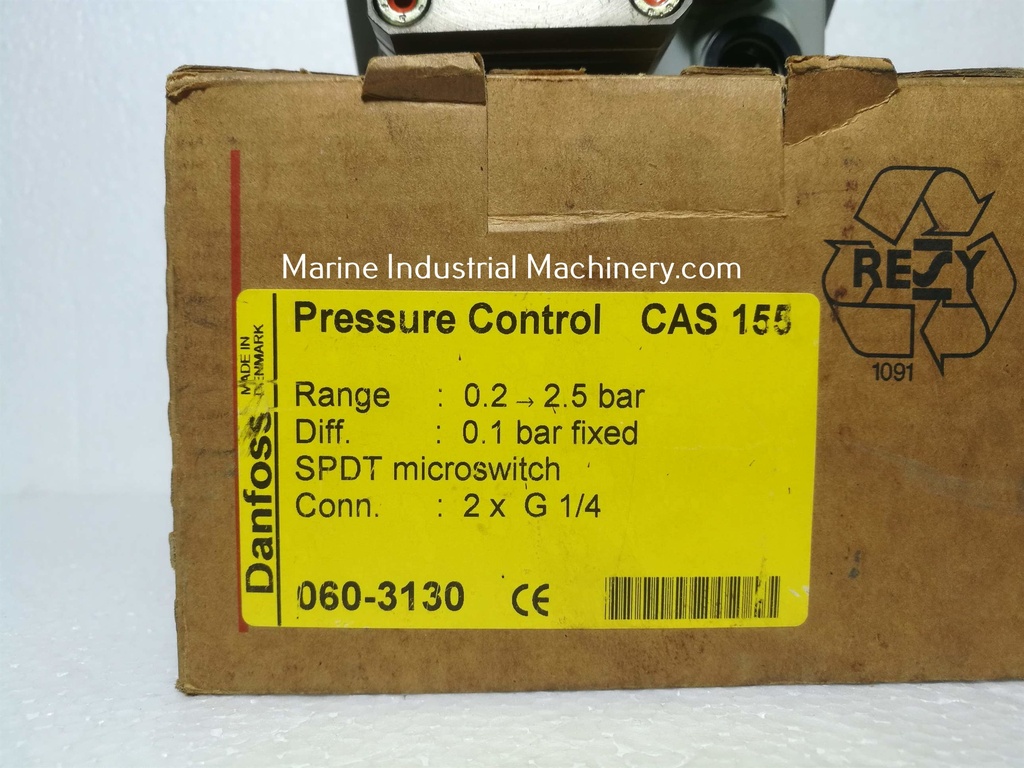 Marine Industrial Machinery.com
RESY
1091
Pressure Control CAS 155
Range : 0.2 → 2.5 bar
Diff. : 0.1 bar fixed
SPDT microswitch
Conn. : 2 x G 1/4
060-3130 CE
Danfoss
MADE IN
DENMARK